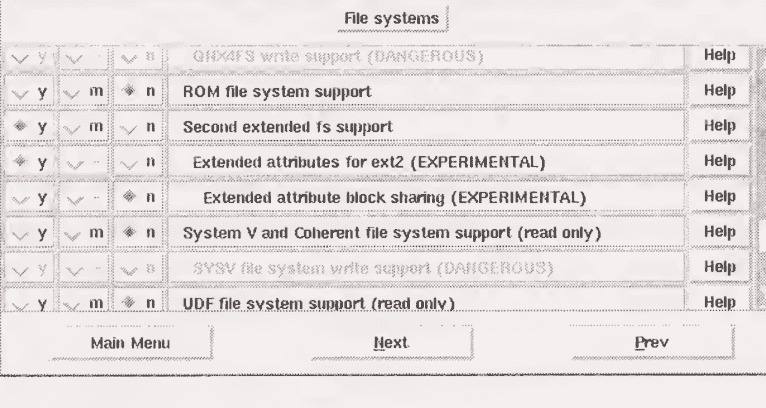 File systems
y - n QNX4FS write support (DANGEROUS) Help
y m n ROM file system support Help
y m n Second extended fs support Help
y - n Extended attributes for ext2 (EXPERIMENTAL) Help
y - n Extended attribute block sharing (EXPERIMENTAL) Help
y m n System V and Coherent file system support (read only) Help
y - n SYSV file system write support (DANGEROUS) Help
y m n UDF file system support (read only) Help
Main Menu Next Prev